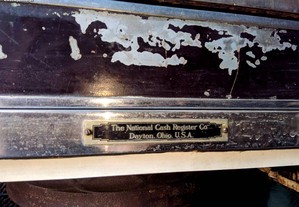 The National Cash Register Co
Dayton, Ohio, U.S.A.